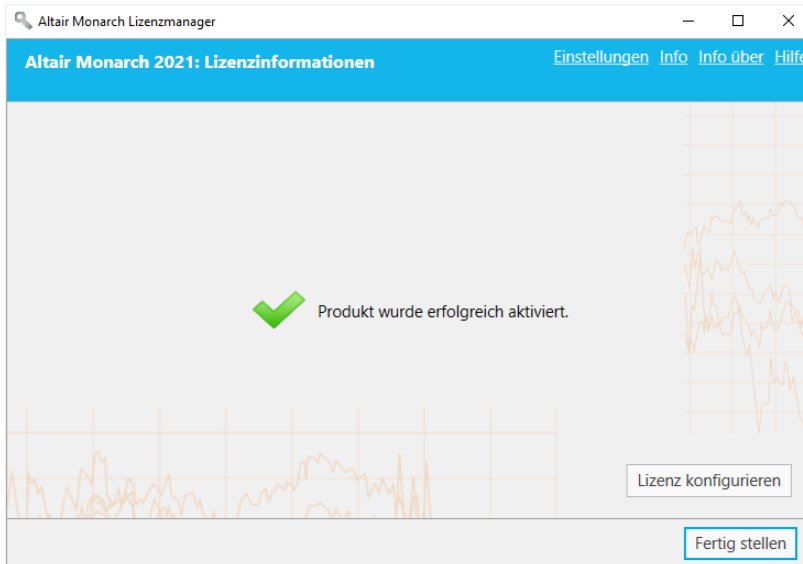 Altair Monarch Lizenzmanager
Altair Monarch 2021: Lizenzinformationen
Einstellungen Info Info über Hilfe
Produkt wurde erfolgreich aktiviert.
Lizenz konfigurieren
Fertig stellen